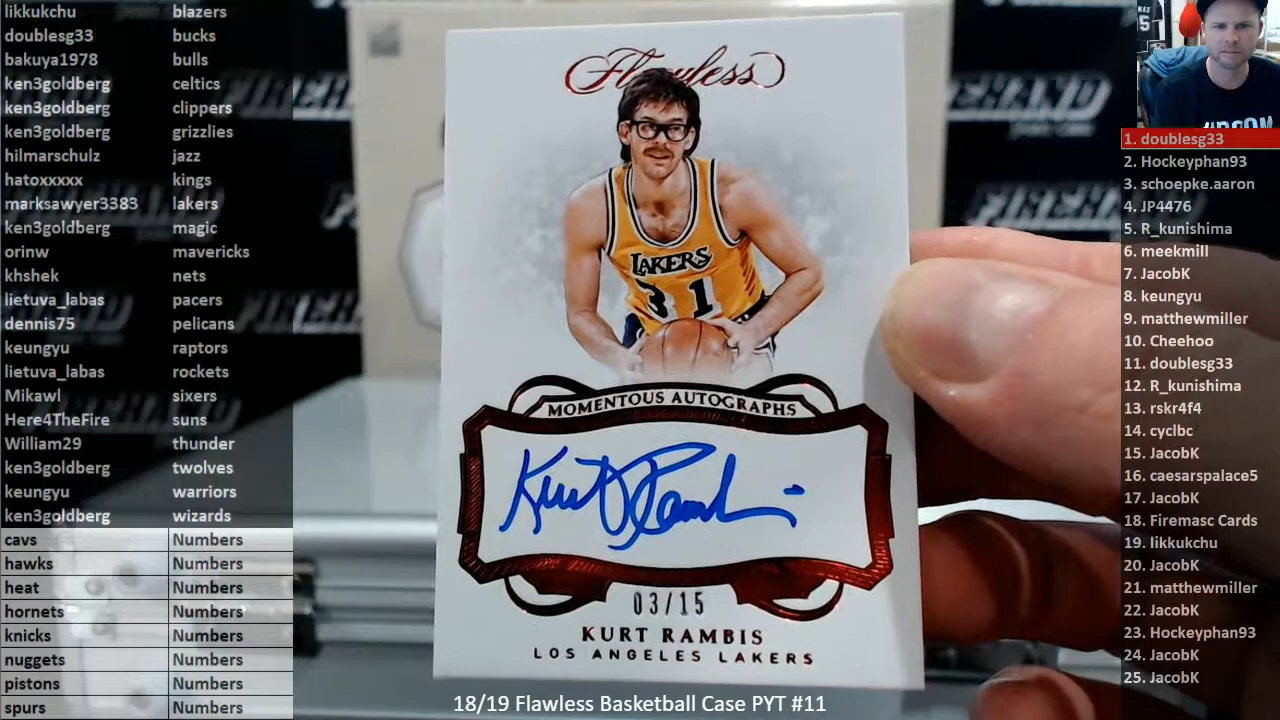 likkukchu blazers
doublesg33 bucks
bakuya1978 bulls
ken3goldberg celtics
ken3goldberg clippers
ken3goldberg grizzlies
hilmarschulz jazz
hatoxxxxx kings
marksawyer3383 lakers
ken3goldberg magic
orinw mavericks
khshek nets
lietuva_labas pacers
dennis75 pelicans
keungyu raptors
lietuva_labas rockets
Mikawl sixers
Here4TheFire suns
William29 thunder
ken3goldberg twolves
keungyu warriors
ken3goldberg wizards
cavs Numbers
hawks Numbers
heat Numbers
hornets Numbers
knicks Numbers
nuggets Numbers
pistons Numbers
spurs Numbers
Flawless
LAKERS
31
MOMENTOUS AUTOGRAPHS
Kurt Rambis
03/15
KURT RAMBIS
LOS ANGELES LAKERS
18/19 Flawless Basketball Case PYT #11
FIREHAND
FIREHAND
1. doublesg33
2. Hockeyphan93
3. schoepke.aaron
4. JP4476
5. R_kunishima
6. meekmill
7. JacobK
8. keungyu
9. matthewmiller
10. Cheehoo
11. doublesg33
12. R_kunishima
13. rskr4f4
14. cyclbc
15. JacobK
16. caesarspalace5
17. JacobK
18. Firemasc Cards
19. likkukchu
20. JacobK
21. matthewmiller
22. JacobK
23. Hockeyphan93
24. JacobK
25. JacobK